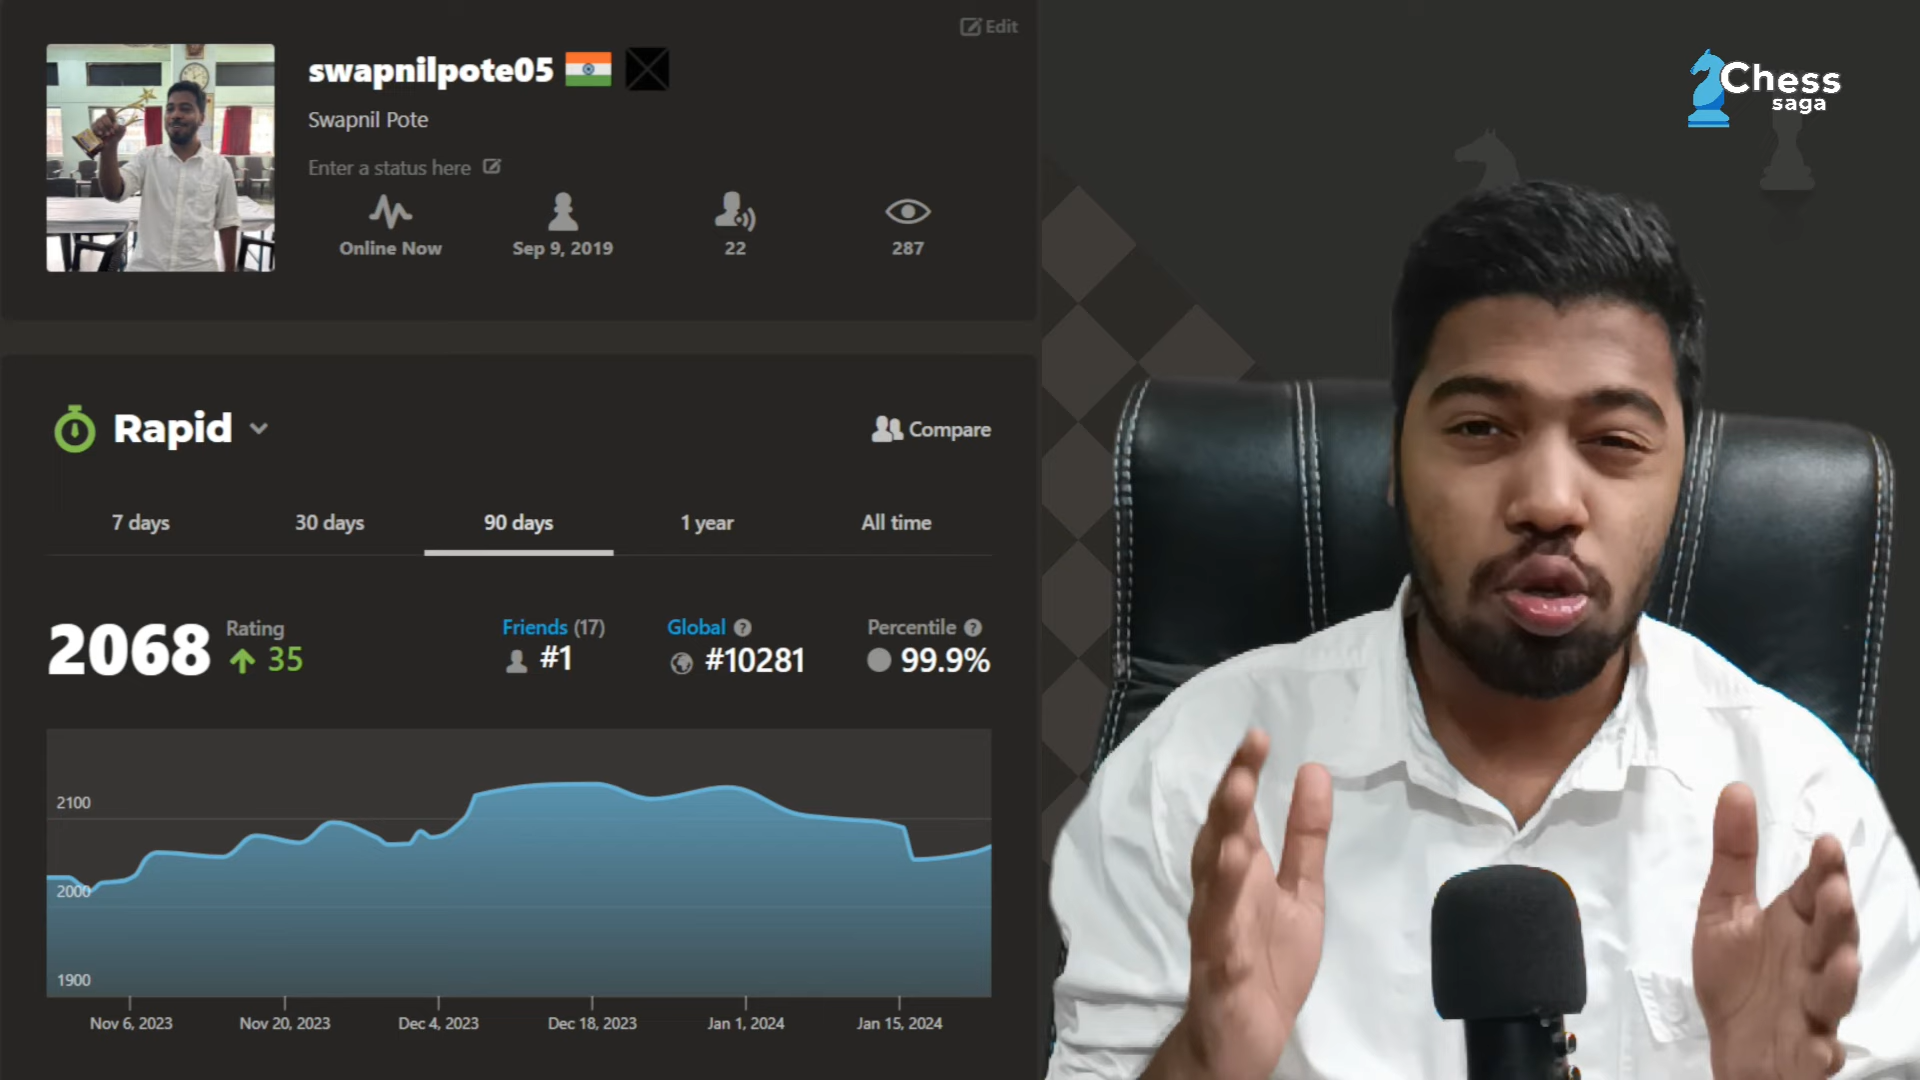 Edit
swapnilpote05
Swapnil Pote
Enter a status here
Online Now
Sep 9, 2019
22
287
Chess
saga
Rapid
Compare
7 days
30 days
90 days
1 year
All time
2068
Rating
35
Friends (17)
#1
Global ?
#10281
Percentile ?
99.9%
2100
2000
1900
Nov 6, 2023
Nov 20, 2023
Dec 4, 2023
Dec 18, 2023
Jan 1, 2024
Jan 15, 2024